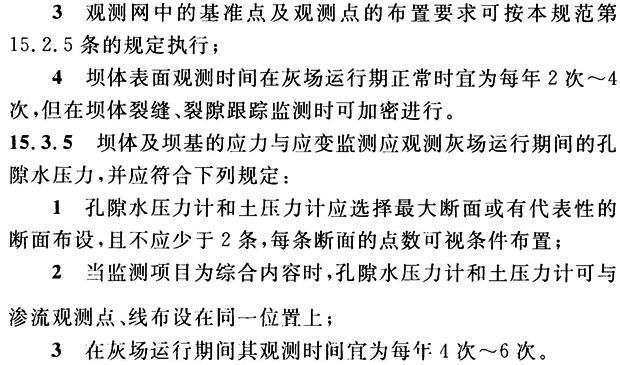 3 观测网中的基准点及观测点的布置要求可按本规范第
15.2.5条的规定执行；
4 坝体表面观测时间在灰场运行期正常时宜为每年2次～4
次，但在坝体裂缝、裂隙跟踪监测时可加密进行。
15.3.5 坝体及坝基的应力与应变监测应观测灰场运行期间的孔
隙水压力，并应符合下列规定：
1 孔隙水压力计和土压力计应选择最大断面或有代表性的
断面布设，且不应少于2条，每条断面的点数可视条件布置；
2 当监测项目为综合内容时，孔隙水压力计和土压力计可与
渗流观测点、线布设在同一位置上；
3 在灰场运行期间其观测时间宜为每年4次～6次。